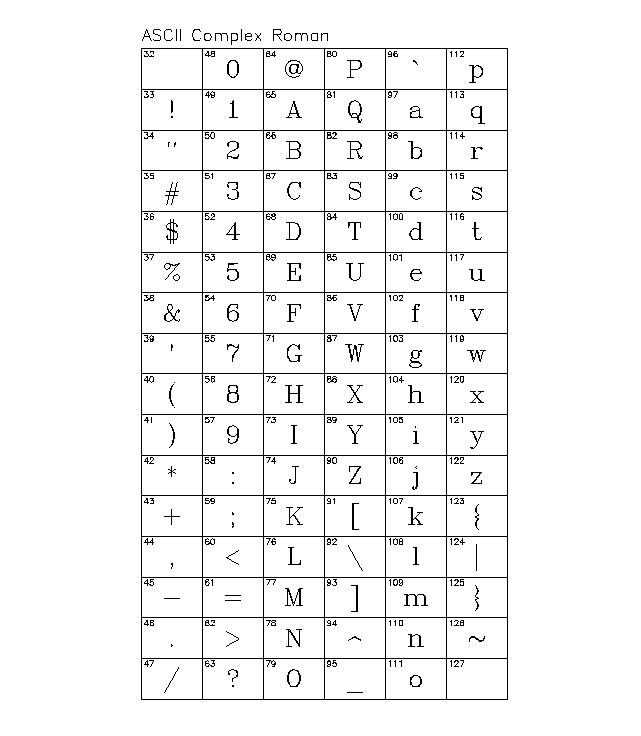 ASCII Complex Roman
32 48 0 64 @ 80 P 96 ` 112 p
33 ! 49 1 65 A 81 Q 97 a 113 q
34 " 50 2 66 B 82 R 98 b 114 r
35 # 51 3 67 C 83 S 99 c 115 s
36 $ 52 4 68 D 84 T 100 d 116 t
37 % 53 5 69 E 85 U 101 e 117 u
38 & 54 6 70 F 86 V 102 f 118 v
39 ' 55 7 71 G 87 W 103 g 119 w
40 ( 56 8 72 H 88 X 104 h 120 x
41 ) 57 9 73 I 89 Y 105 i 121 y
42 * 58 : 74 J 90 Z 106 j 122 z
43 + 59 ; 75 K 91 [ 107 k 123 {
44 , 60 < 76 L 92 \ 108 l 124 |
45 − 61 = 77 M 93 ] 109 m 125 }
46 . 62 > 78 N 94 ^ 110 n 126 ~
47 / 63 ? 79 O 95 _ 111 o 127